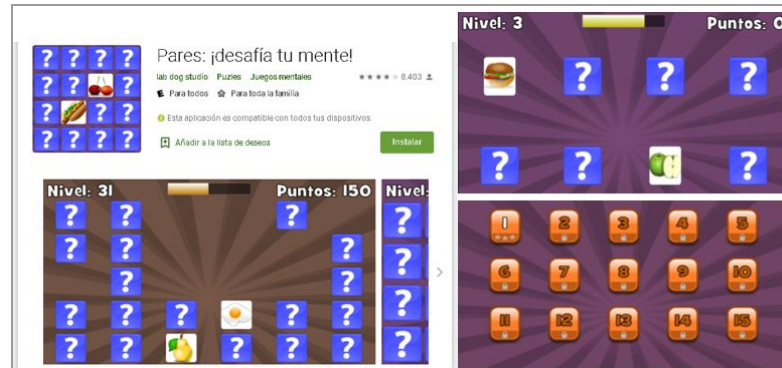 ? ? ? ?
? ? ?
? ? ?
? ? ? ?
Pares: ¡desafía tu mente!
lab dog studio Puzles Juegos mentales
8.403
E Para todos Para toda la familia
Esta aplicación es compatible con todos tus dispositivos.
Añadir a la lista de deseos
Instalar
Nivel: 31 Puntos: 150
? ? ?
? ? ?
? ?
? ? ? ? ? ?
? ? ? ? ? ?
Nivel:
?
?
?
?
Nivel: 3 Puntos: 0
? ? ?
? ? ?
1 2 3 4 5
6 7 8 9 10
11 12 13 14 15